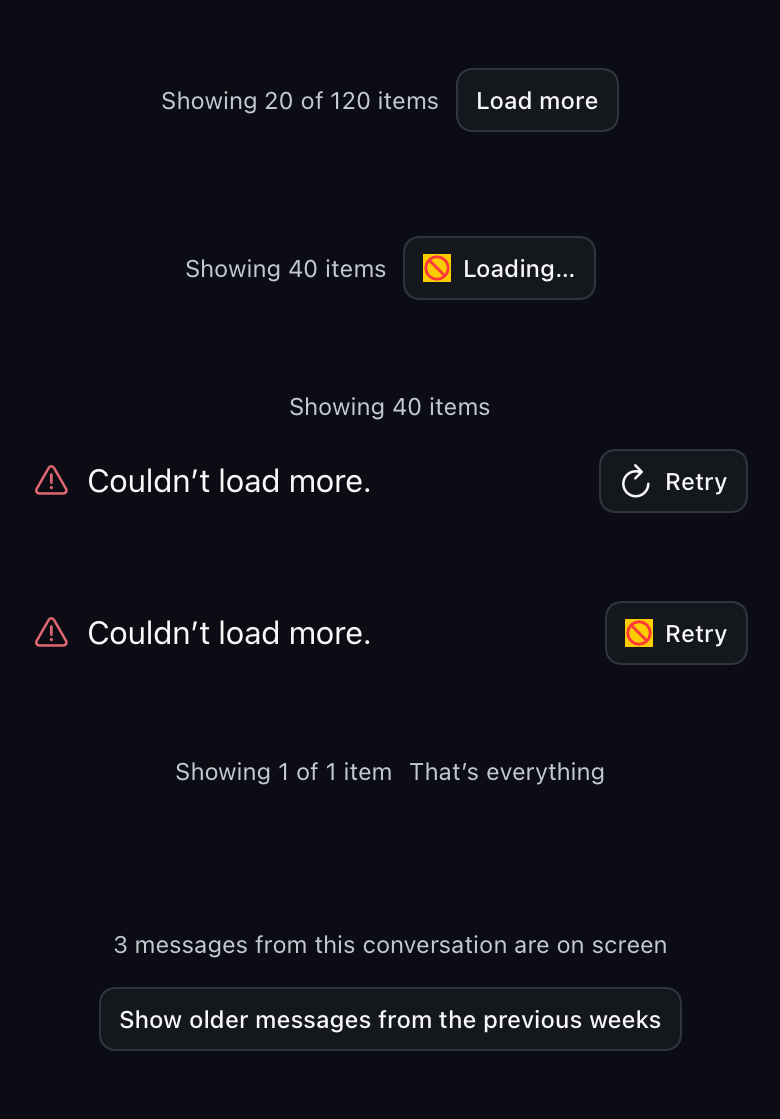 Showing 20 of 120 items Load more
Showing 40 items Loading...
Showing 40 items
Couldn’t load more. Retry
Couldn’t load more. Retry
Showing 1 of 1 item That’s everything
3 messages from this conversation are on screen
Show older messages from the previous weeks